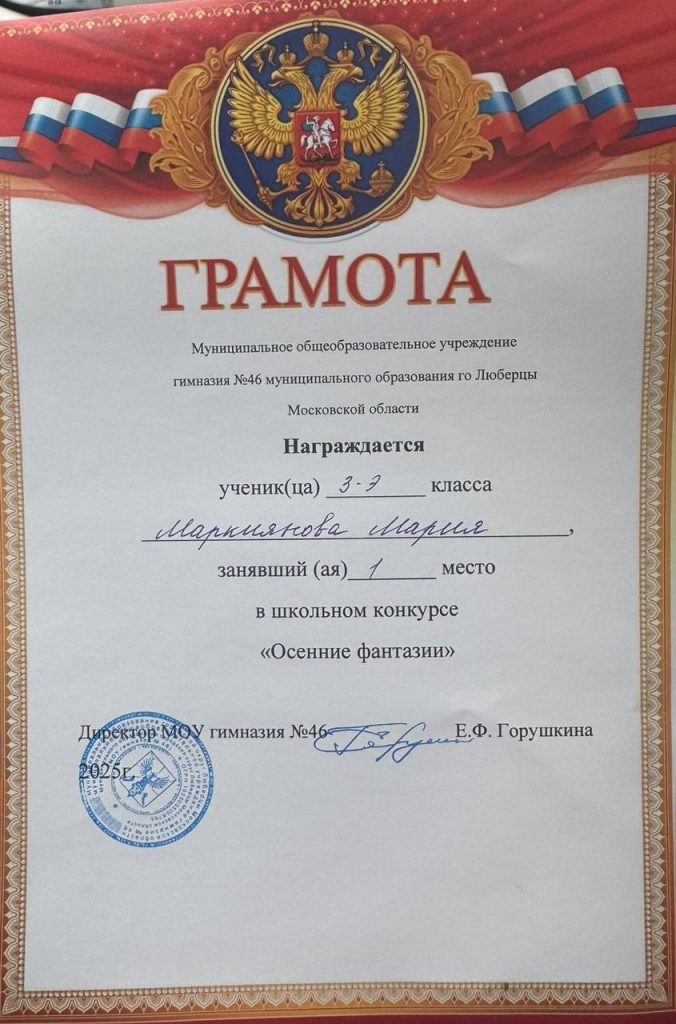 ГРАМОТА
Муниципальное общеобразовательное учреждение
гимназия №46 муниципального образования го Люберцы
Московской области
Награждается
ученик(ца) 3-Э класса
Маркиянова Мария,
занявший (ая) 1 место
в школьном конкурсе
«Осенние фантазии»
Директор МОУ гимназия №46 Е.Ф. Горушкина
2025г.